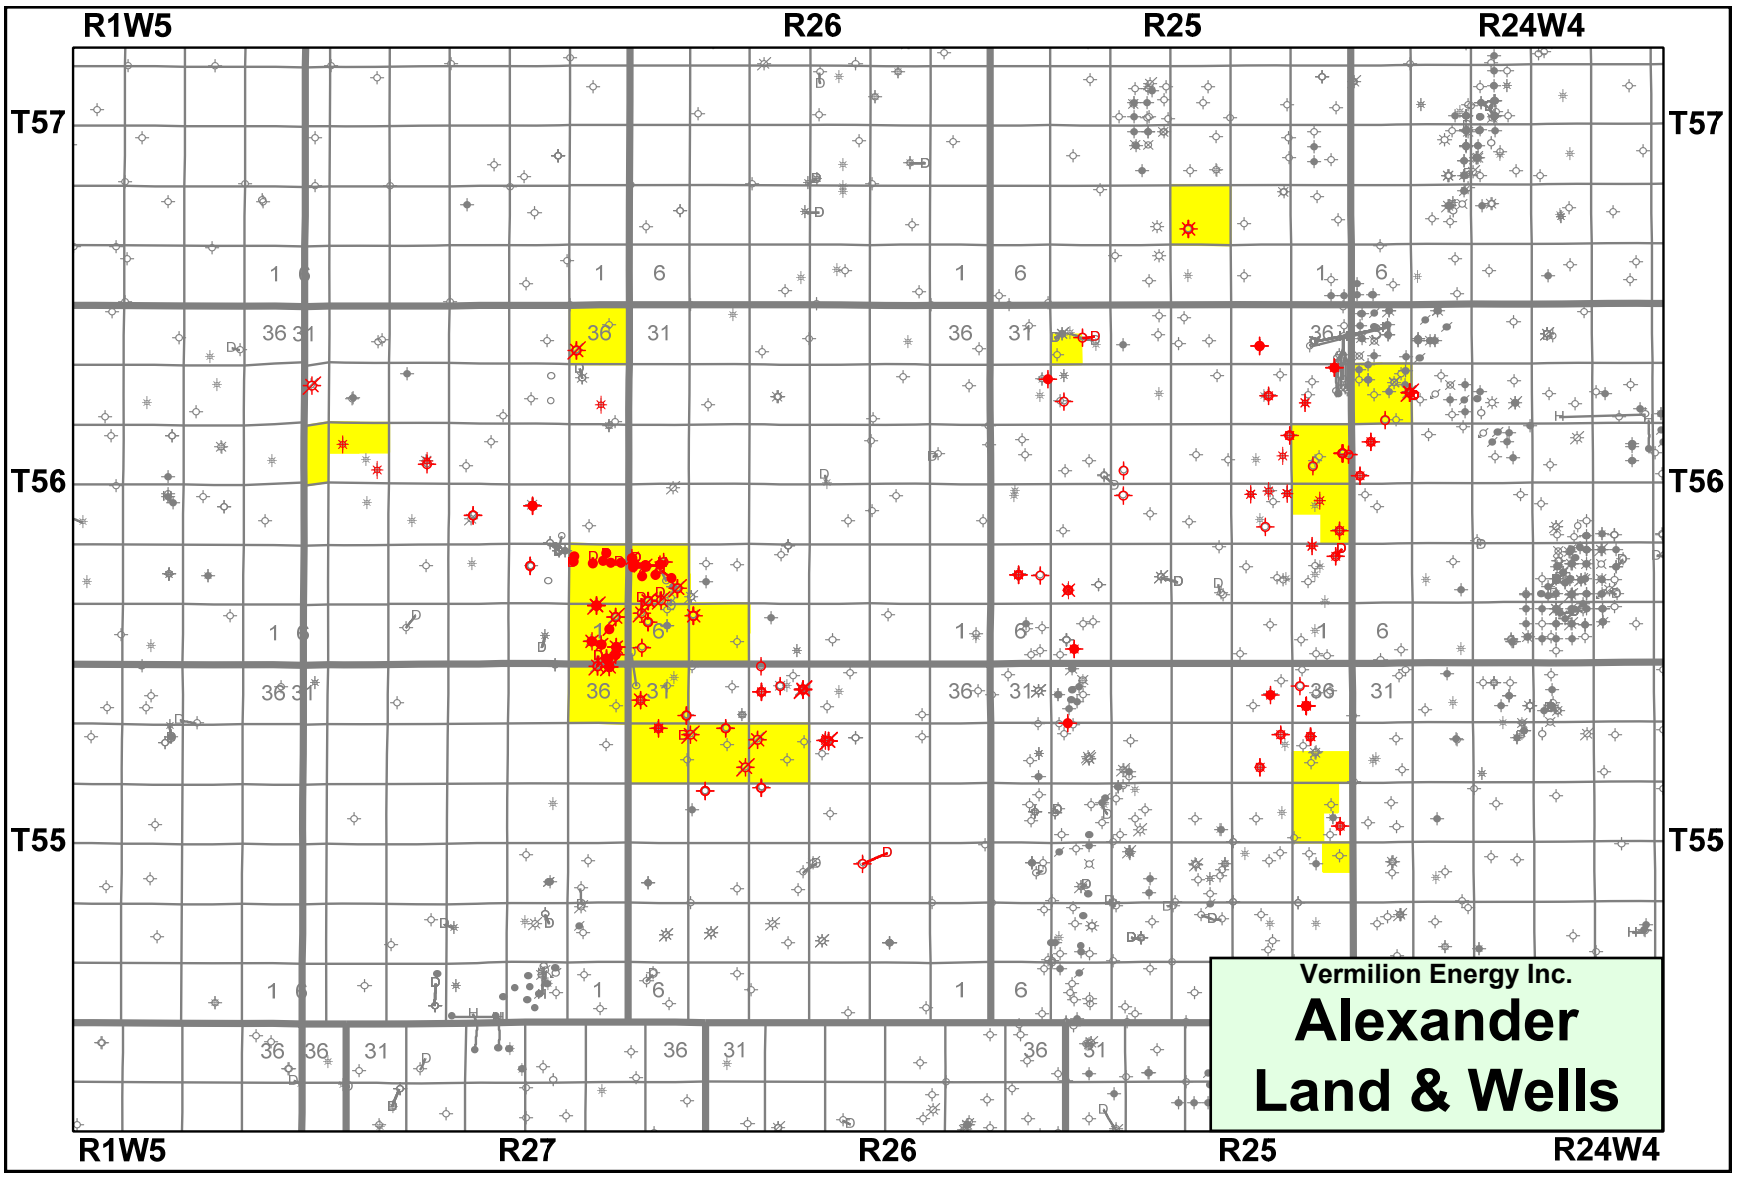 R1W5 R26 R25 R24W4
T57 T57
1 6 1 6 1 6 1 6
36 31 36 31 36 31 36
T56 T56
1 6 1 6 1 6 1 6
36 31 36 31 36 31 36 31
T55 T55
1 6 1 6 1 6
Vermilion Energy Inc.
Alexander
Land & Wells
36 36 31 36 31 36 31
R1W5 R27 R26 R25 R24W4